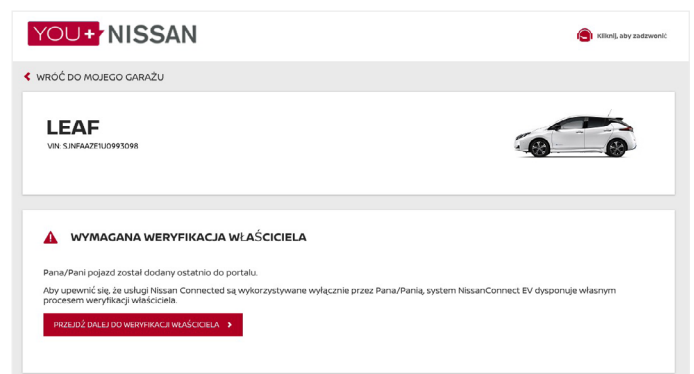 YOU+ NISSAN
Kliknij, aby zadzwonić
WRÓĆ DO MOJEGO GARAŻU
LEAF
VIN: SJNFAAZE1U0993098
WYMAGANA WERYFIKACJA WŁAŚCICIELA
Pana/Pani pojazd został dodany ostatnio do portalu.
Aby upewnić się, że usługi Nissan Connected są wykorzystywane wyłącznie przez Pana/Panią, system NissanConnect EV dysponuje własnym
procesem weryfikacji właściciela.
PRZEJDŹ DALEJ DO WERYFIKACJI WŁAŚCICIELA